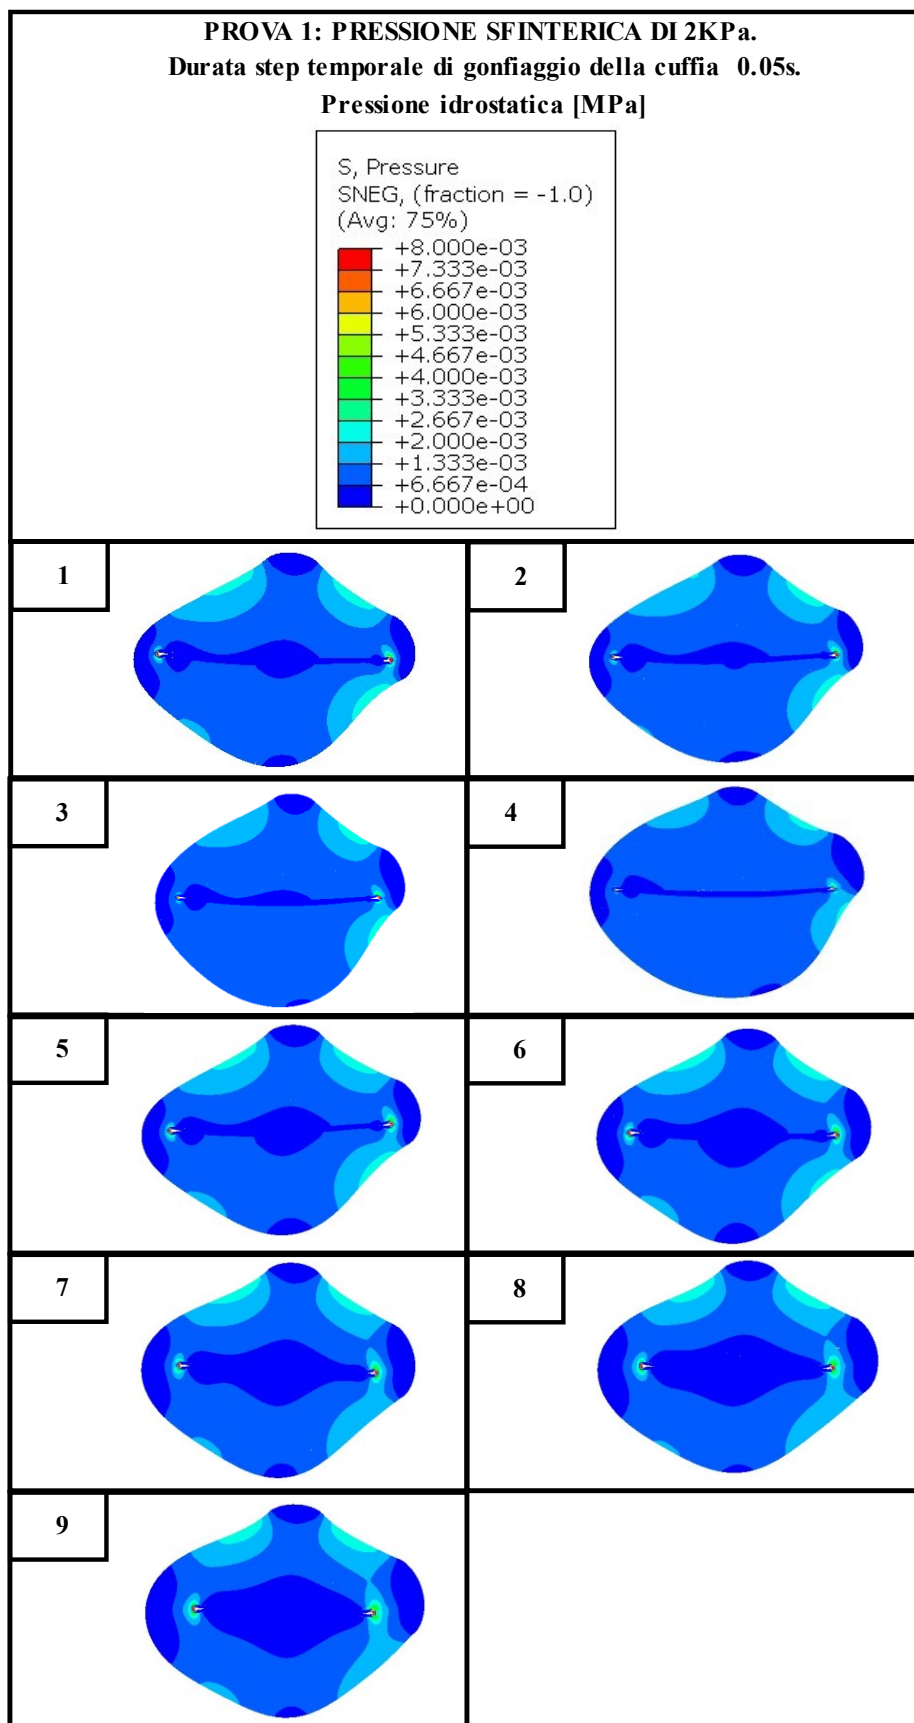 PROVA 1: PRESSIONE SFINTERICA DI 2KPa.
Durata step temporale di gonfiaggio della cuffia 0.05s.
Pressione idrostatica [MPa]
S, Pressure
SNEG, (fraction = -1.0)
(Avg: 75%)
+8.000e-03
+7.333e-03
+6.667e-03
+6.000e-03
+5.333e-03
+4.667e-03
+4.000e-03
+3.333e-03
+2.667e-03
+2.000e-03
+1.333e-03
+6.667e-04
+0.000e+00
1
2
3
4
5
6
7
8
9